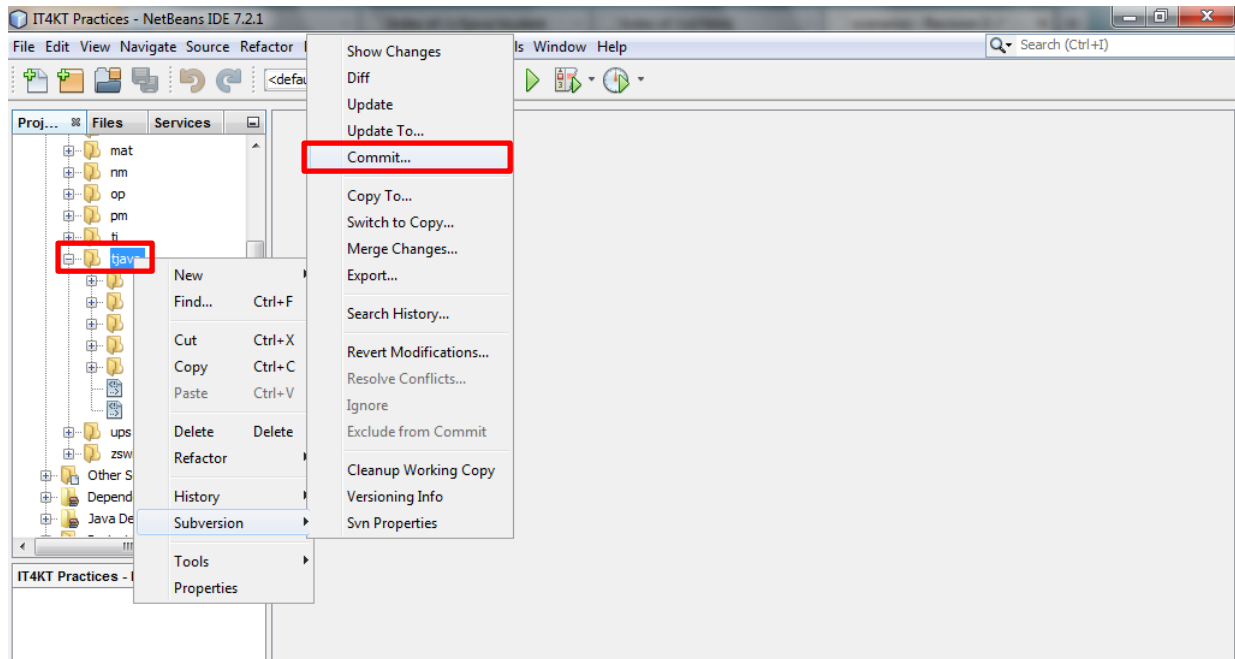 IT4KT Practices - NetBeans IDE 7.2.1
File Edit View Navigate Source Refactor
Window Help
Search (Ctrl+I)
Proj... Files Services
mat
nm
op
pm
tjava
ups
Other S
Depend
Java De
IT4KT Practices -
New
Find... Ctrl+F
Cut Ctrl+X
Copy Ctrl+C
Paste Ctrl+V
Delete Delete
Refactor
History
Subversion
Tools
Properties
Show Changes
Diff
Update
Update To...
Commit...
Copy To...
Switch to Copy...
Merge Changes...
Export...
Search History...
Revert Modifications...
Resolve Conflicts...
Ignore
Exclude from Commit
Cleanup Working Copy
Versioning Info
Svn Properties